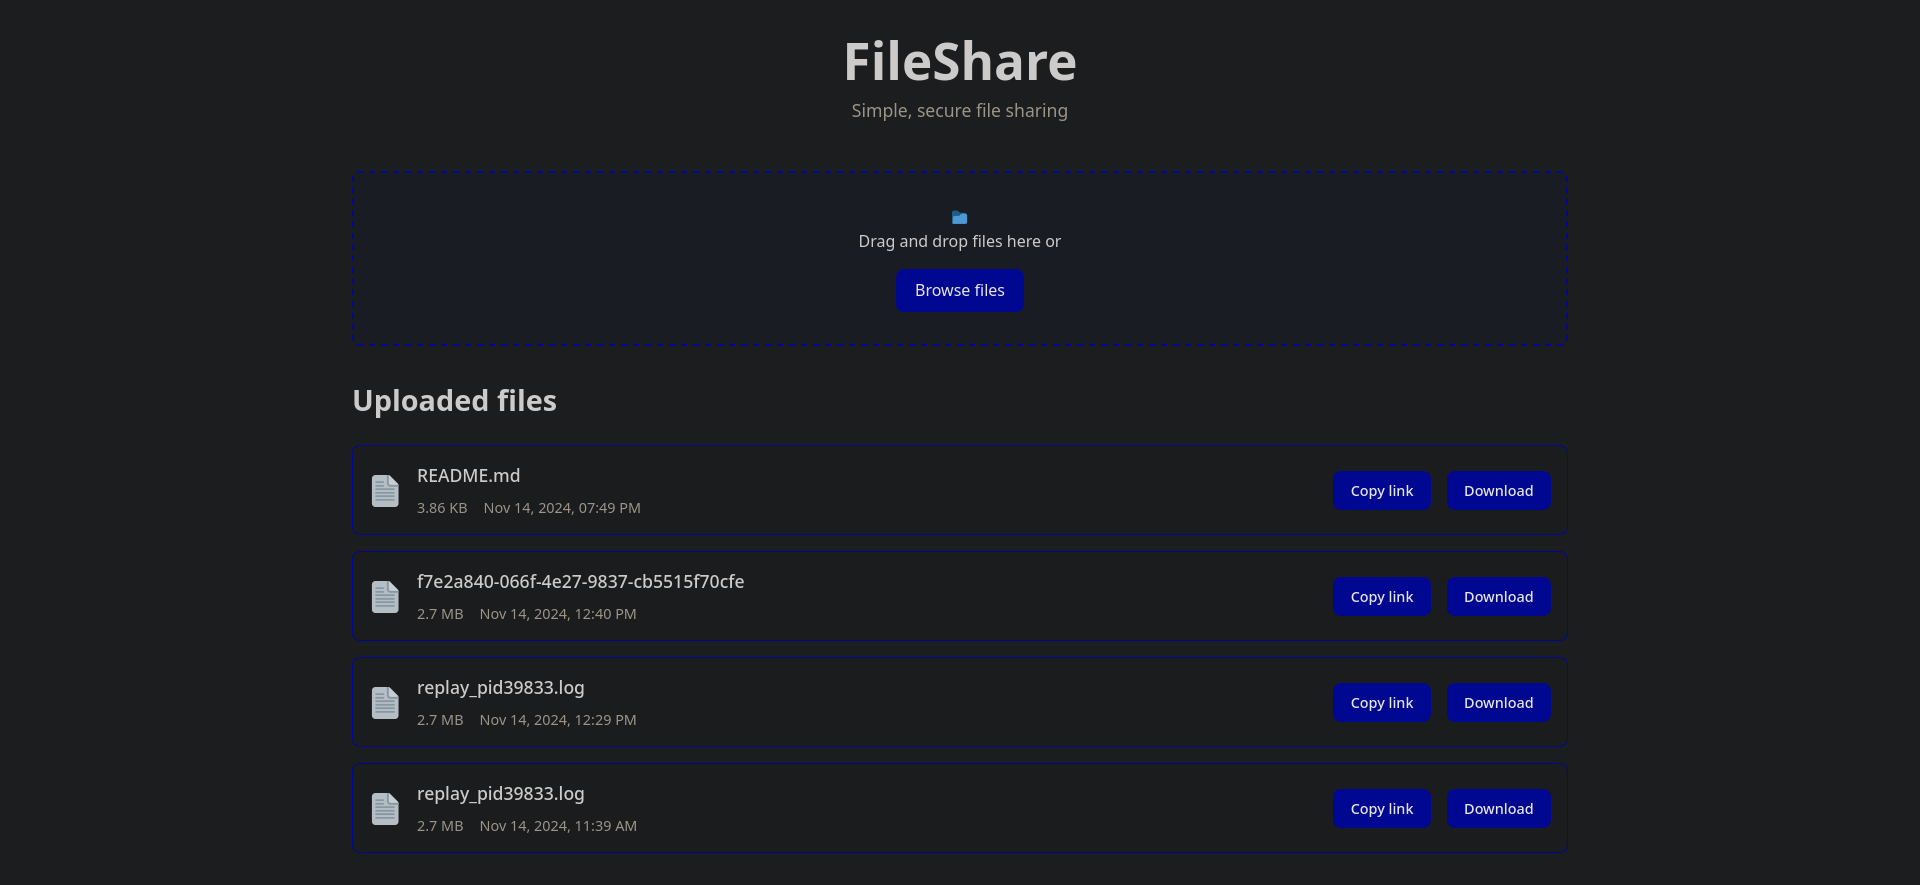 FileShare
Simple, secure file sharing
Drag and drop files here or
Browse files
Uploaded files
README.md
3.86 KB Nov 14, 2024, 07:49 PM
Copy link
Download
f7e2a840-066f-4e27-9837-cb5515f70cfe
2.7 MB Nov 14, 2024, 12:40 PM
Copy link
Download
replay_pid39833.log
2.7 MB Nov 14, 2024, 12:29 PM
Copy link
Download
replay_pid39833.log
2.7 MB Nov 14, 2024, 11:39 AM
Copy link
Download